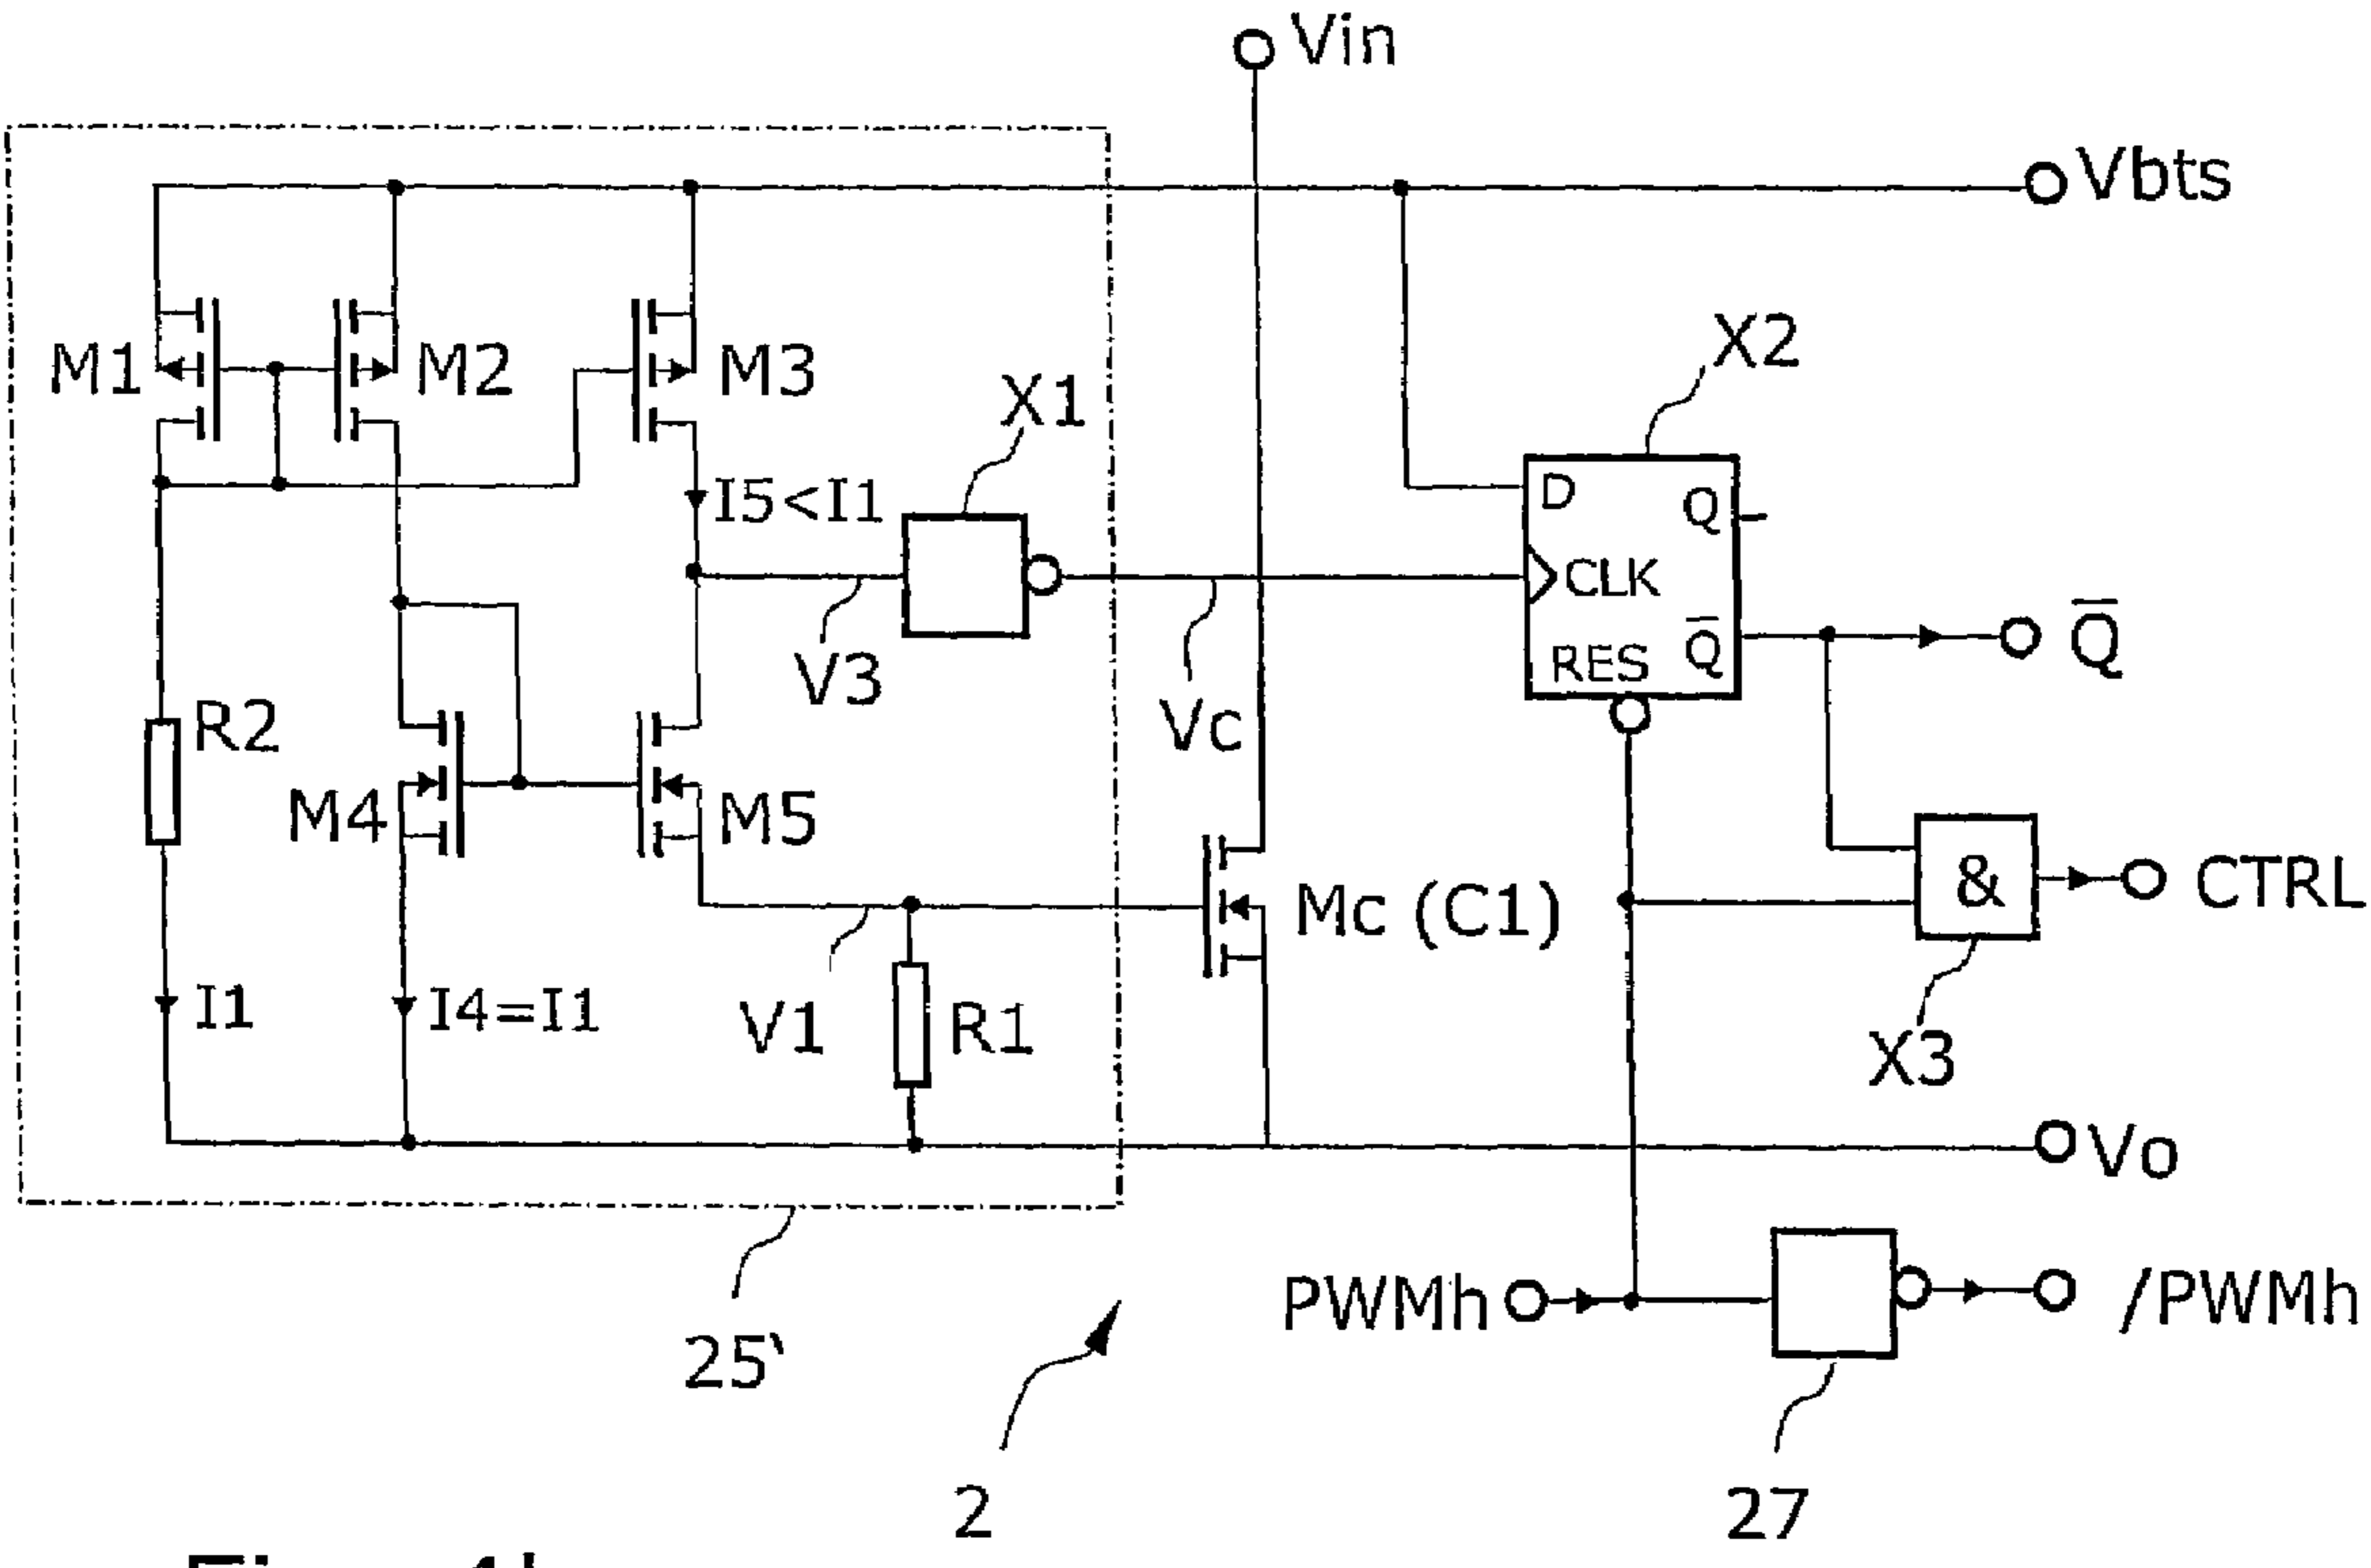 Vin
Vbts
M1
M2
M3
X1
X2
I5<I1
D
Q
CLK
RES
Q̅
Q̅
V3
Vc
R2
M4
M5
Mc (C1)
&
CTRL
I1
I4=I1
V1
R1
X3
Vo
PWMh
/PWMh
25'
2
27